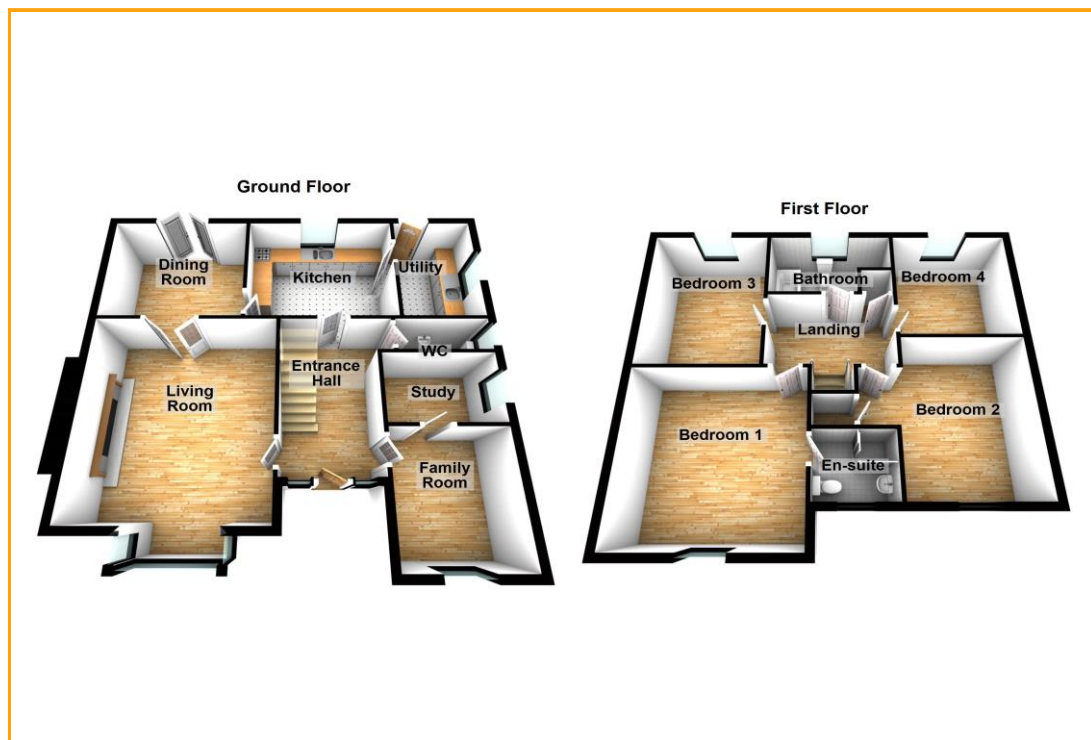 Ground Floor
Dining
Room
Kitchen
Utility
Living
Room
Entrance
Hall
WC
Study
Family
Room
First Floor
Bedroom 3
Bathroom
Bedroom 4
Landing
Bedroom 1
Bedroom 2
En-suite